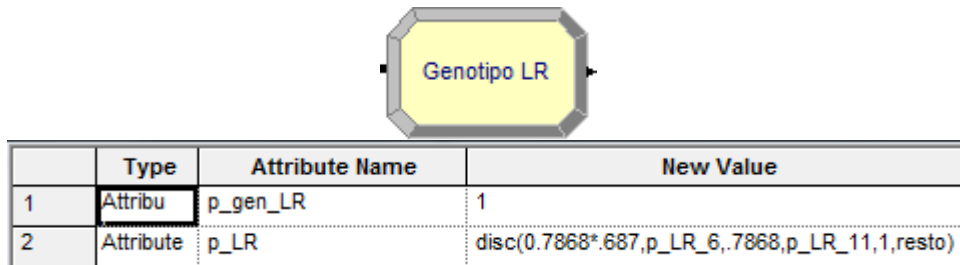 Genotipo LR
Type Attribute Name New Value
1 Attribu p_gen_LR 1
2 Attribute p_LR disc(0.7868*.687,p_LR_6,.7868,p_LR_11,1,resto)